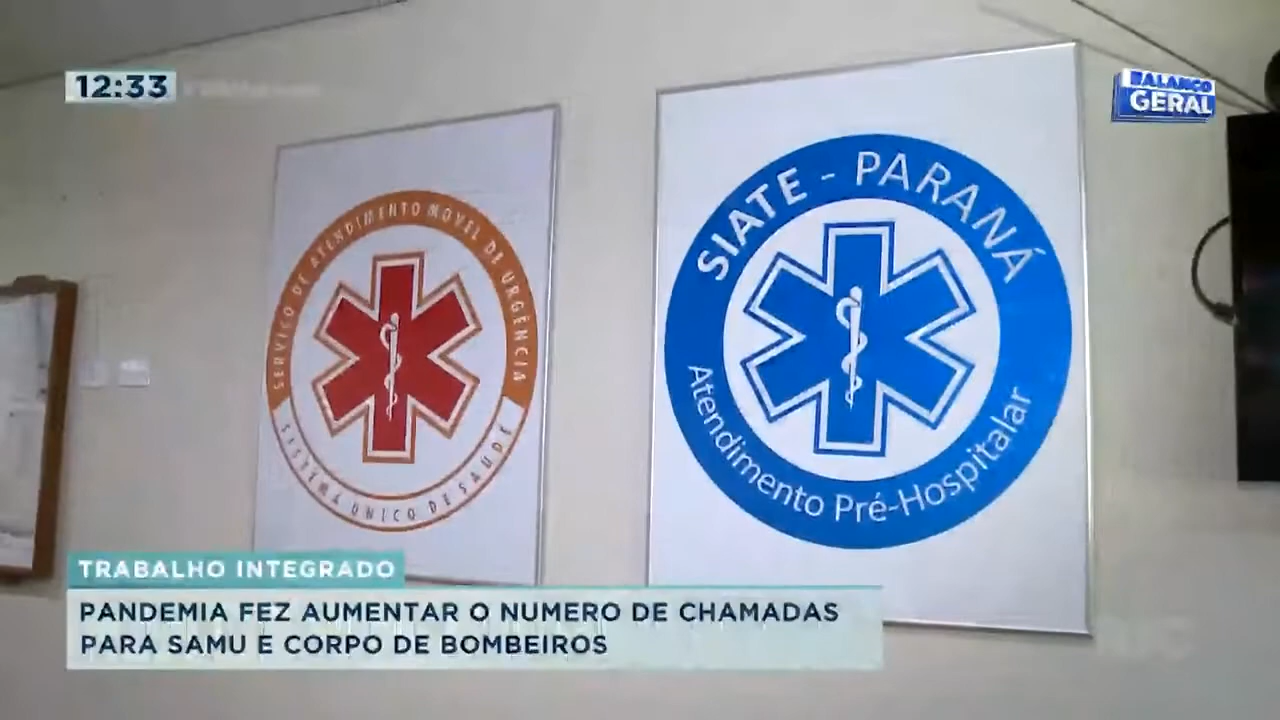 12:33
BALANÇO
GERAL
SERVIÇO DE ATENDIMENTO MÓVEL DE URGÊNCIA
SISTEMA ÚNICO DE SAÚDE
SIATE - PARANÁ
Atendimento Pré-Hospitalar
TRABALHO INTEGRADO
PANDEMIA FEZ AUMENTAR O NUMERO DE CHAMADAS
PARA SAMU E CORPO DE BOMBEIROS